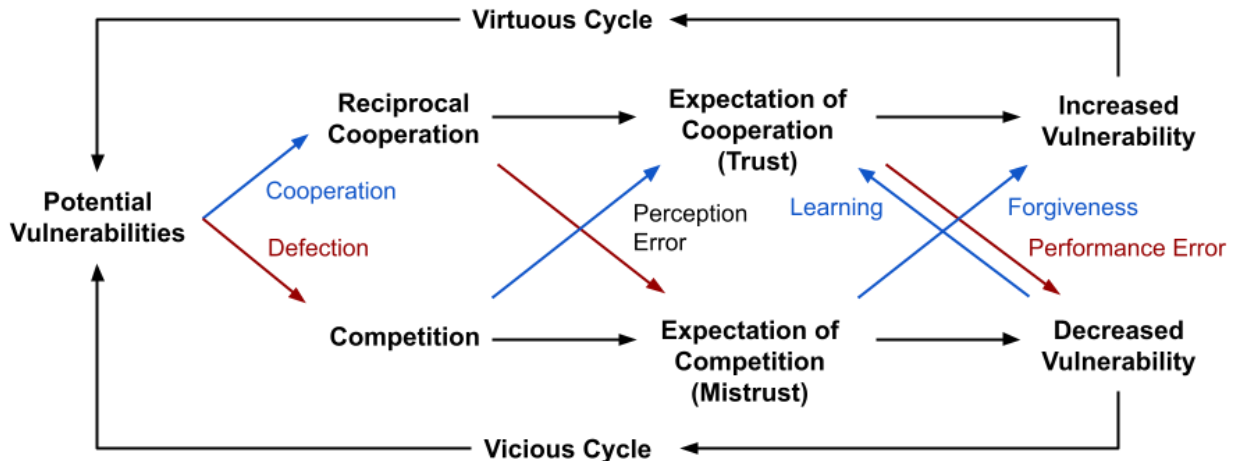 Virtuous Cycle
Reciprocal
Cooperation
Expectation of
Cooperation
(Trust)
Increased
Vulnerability
Potential
Vulnerabilities
Cooperation
Defection
Perception
Error
Learning
Forgiveness
Performance Error
Competition
Expectation of
Competition
(Mistrust)
Decreased
Vulnerability
Vicious Cycle